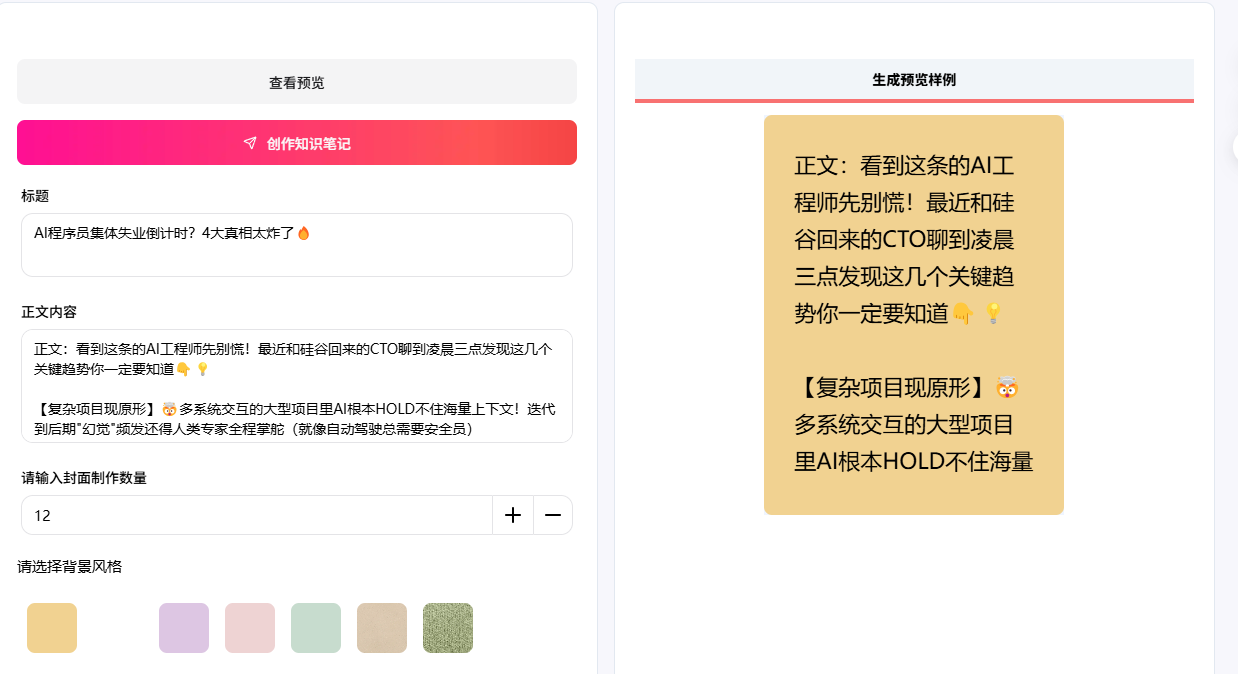 查看预览
创作知识笔记
标题
AI程序员集体失业倒计时？4大真相太炸了🔥
正文内容
正文：看到这条的AI工程师先别慌！最近和硅谷回来的CTO聊到凌晨三点发现这几个
关键趋势你一定要知道👇💡
【复杂项目现原形】🤯多系统交互的大型项目里AI根本HOLD不住海量上下文！迭代
到后期"幻觉"频发还得人类专家全程掌舵（就像自动驾驶总需要安全员）
请输入封面制作数量
12
请选择背景风格
生成预览样例
正文：看到这条的AI工
程师先别慌！最近和硅
谷回来的CTO聊到凌晨
三点发现这几个关键趋
势你一定要知道👇💡
【复杂项目现原形】🤯
多系统交互的大型项目
里AI根本HOLD不住海量